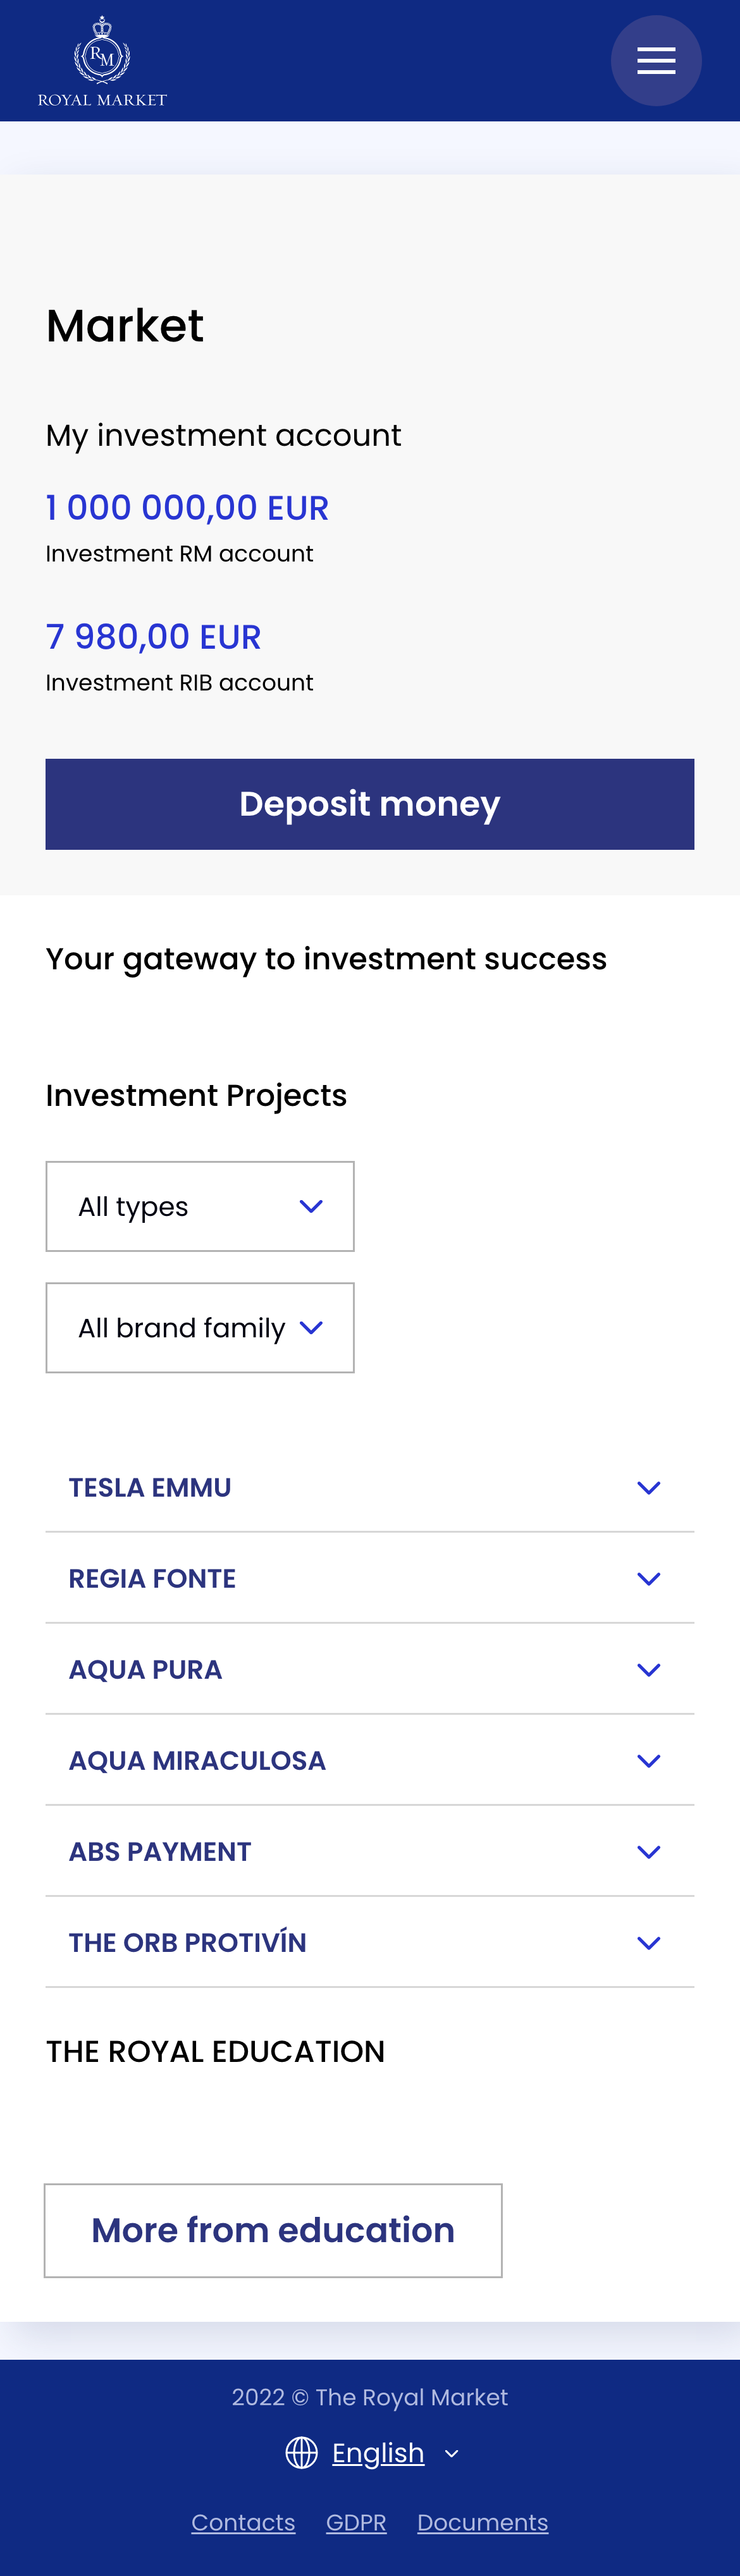 RM
ROYAL MARKET
Market
My investment account
1 000 000,00 EUR
Investment RM account
7 980,00 EUR
Investment RIB account
Deposit money
Your gateway to investment success
Investment Projects
All types
All brand family
TESLA EMMU
REGIA FONTE
AQUA PURA
AQUA MIRACULOSA
ABS PAYMENT
THE ORB PROTIVÍN
THE ROYAL EDUCATION
More from education
2022 © The Royal Market
English
Contacts GDPR Documents